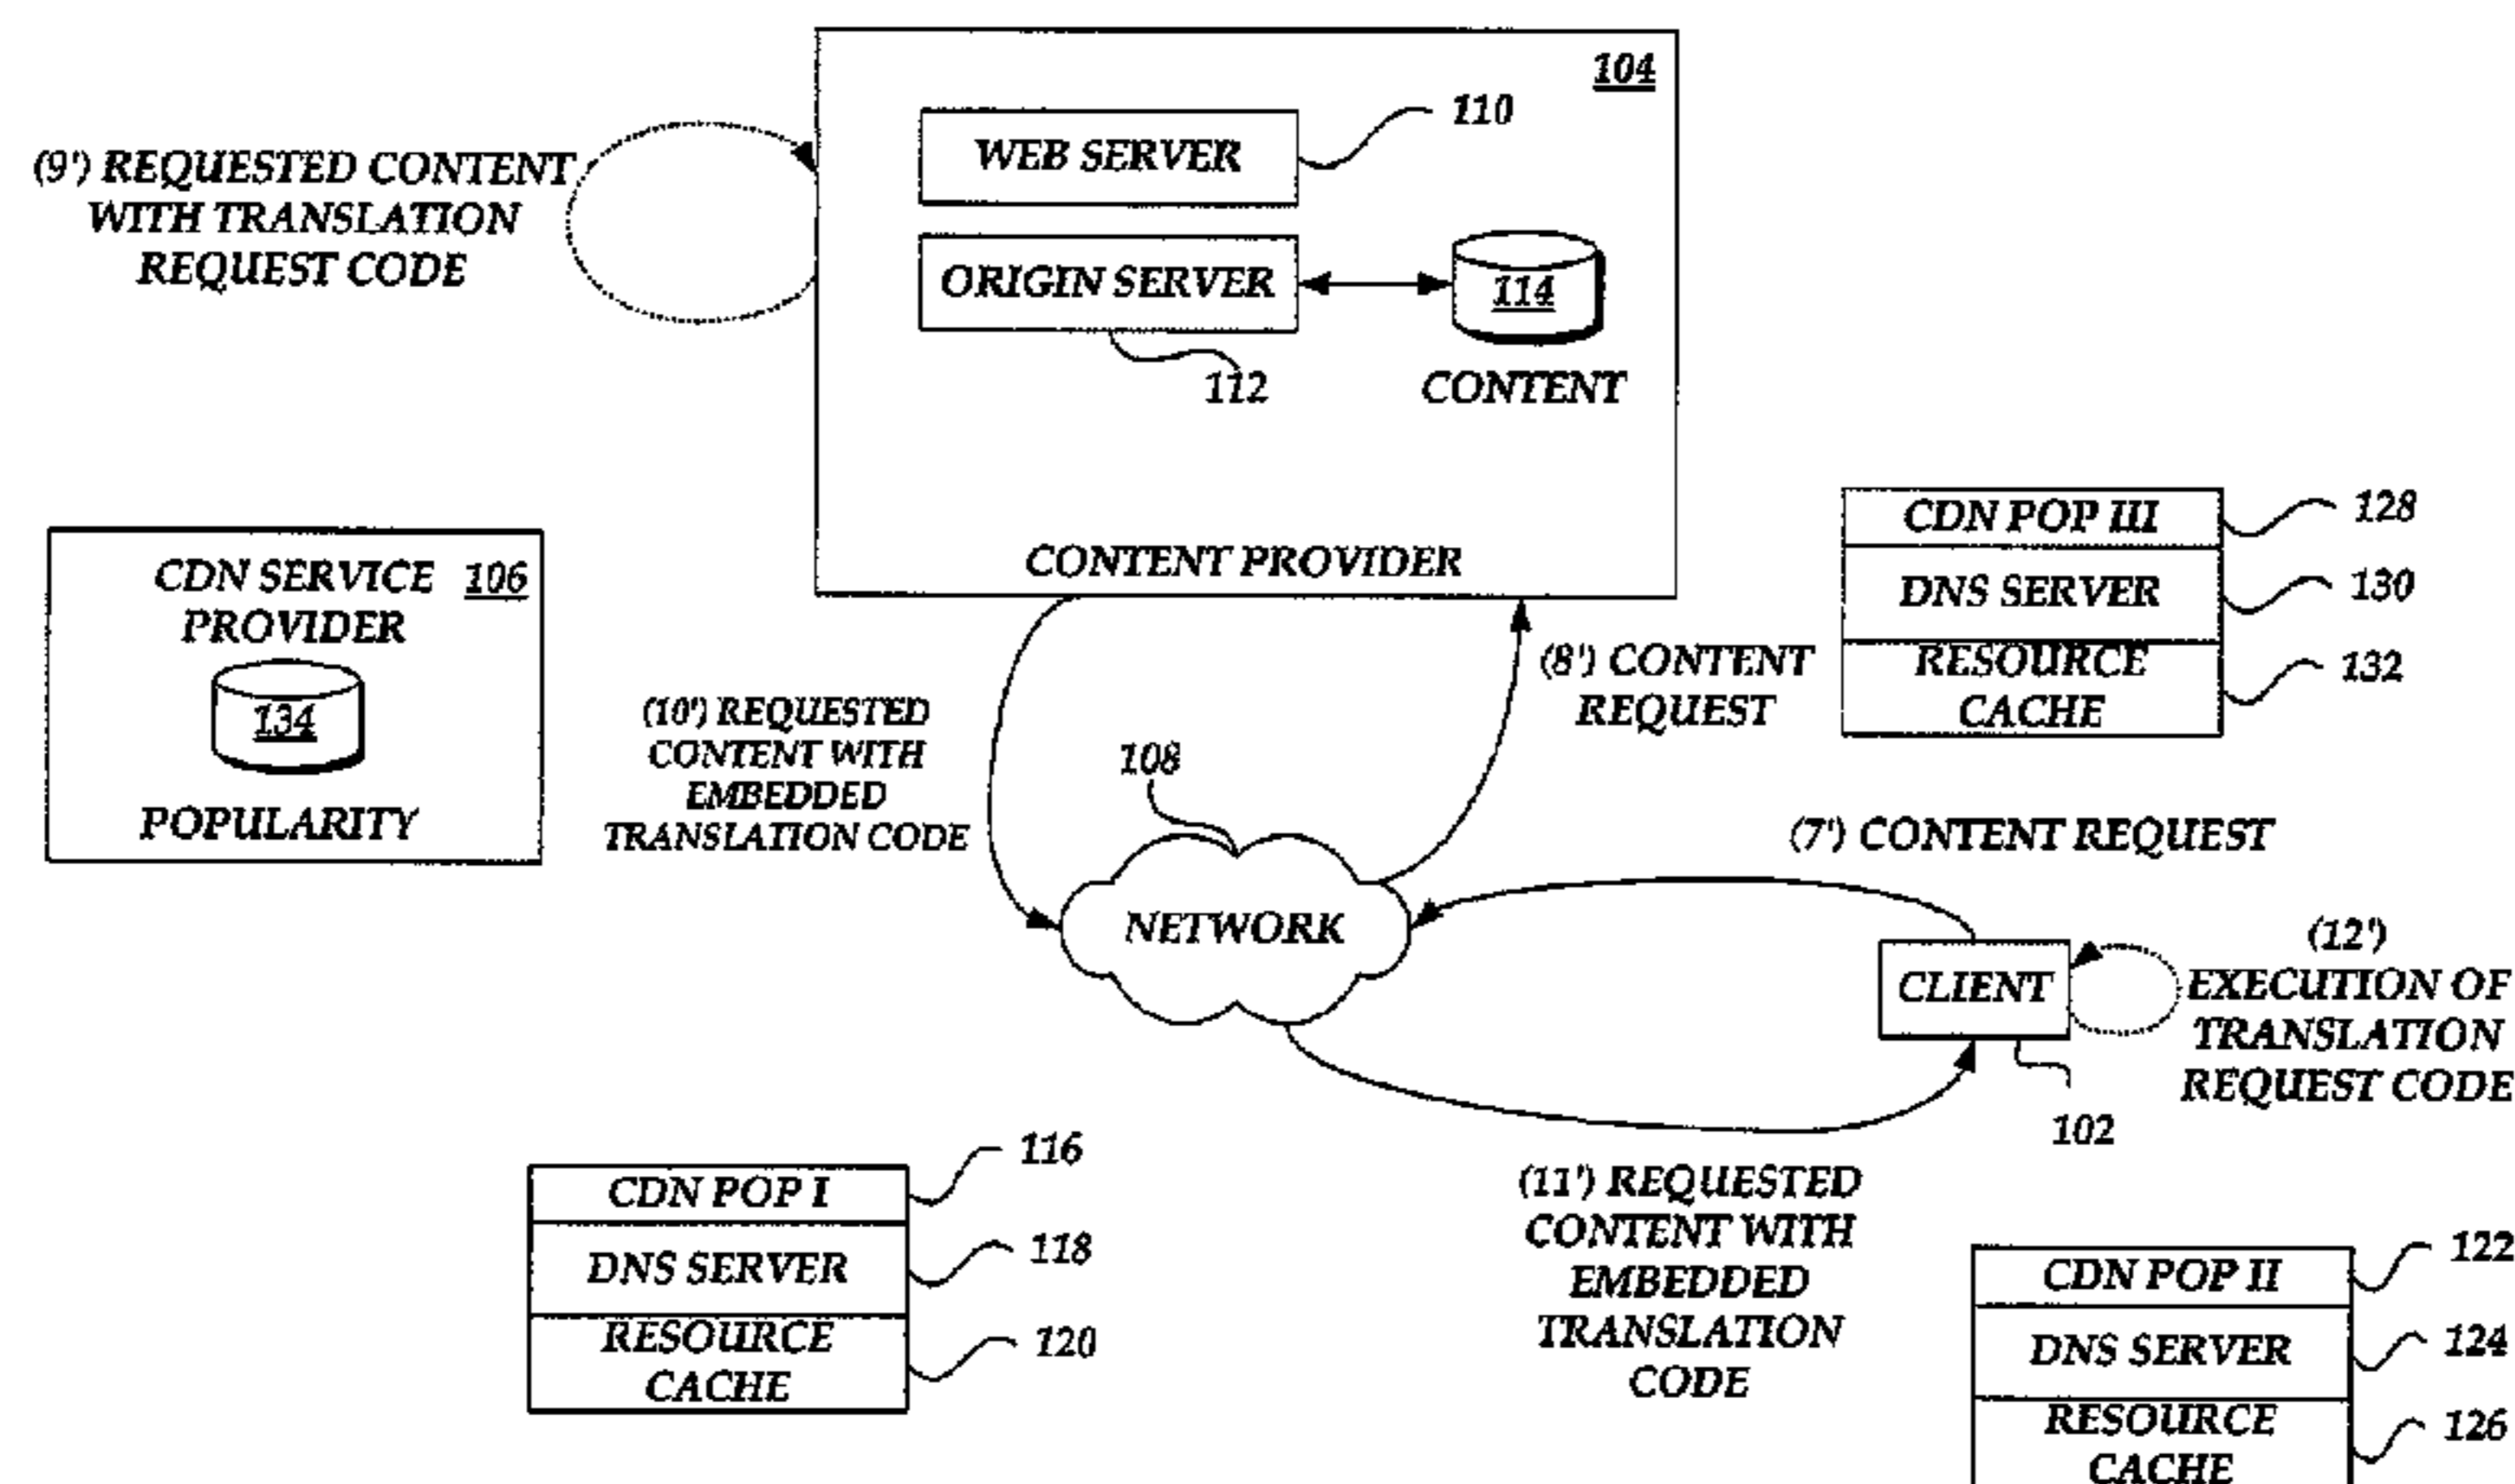 104
110
WEB SERVER
(9') REQUESTED CONTENT
WITH TRANSLATION
REQUEST CODE
ORIGIN SERVER
114
112
CONTENT
CONTENT PROVIDER
CDN SERVICE
PROVIDER
106
134
POPULARITY
CDN POP III
128
DNS SERVER
130
RESOURCE
CACHE
132
(8') CONTENT
REQUEST
(10') REQUESTED
CONTENT WITH
EMBEDDED
TRANSLATION CODE
108
NETWORK
(7') CONTENT REQUEST
CLIENT
(12')
EXECUTION OF
TRANSLATION
REQUEST CODE
102
(11') REQUESTED
CONTENT WITH
EMBEDDED
TRANSLATION
CODE
CDN POP I
116
DNS SERVER
118
RESOURCE
CACHE
120
CDN POP II
122
DNS SERVER
124
RESOURCE
CACHE
126